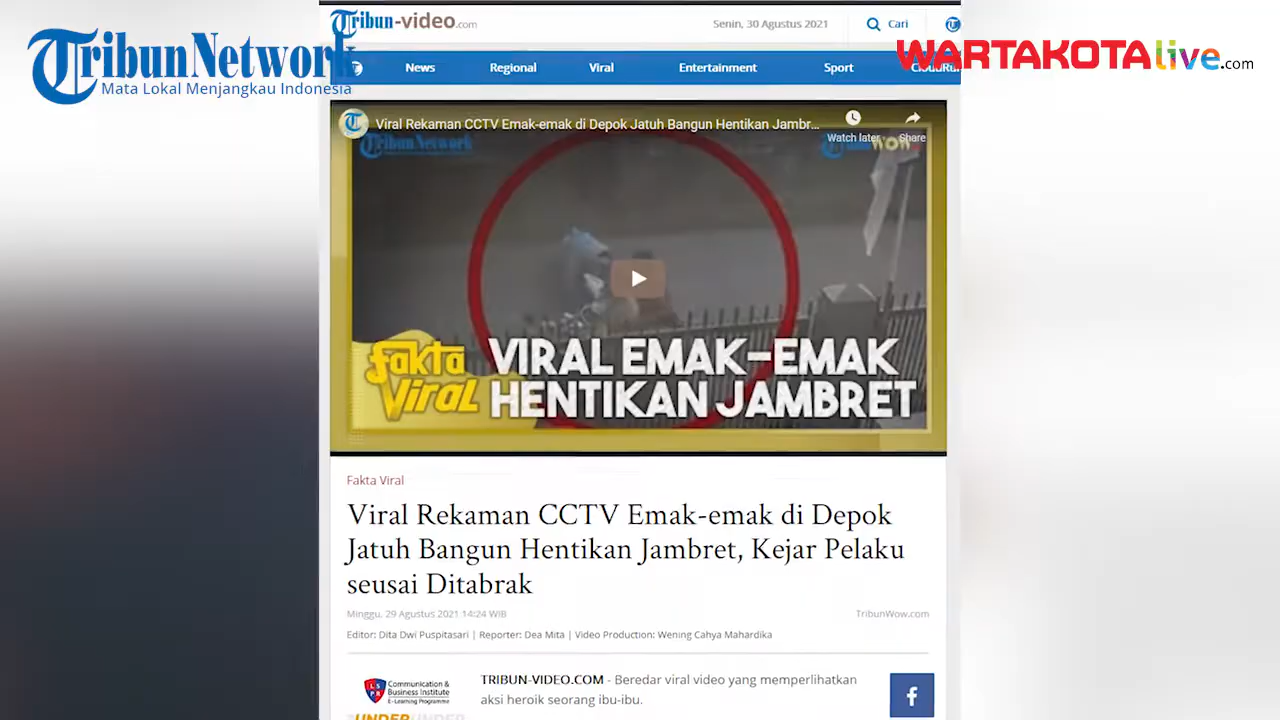 Tribun-video.com
Senin, 30 Agustus 2021
Cari
TribunNetwork
Mata Lokal Menjangkau Indonesia
WARTAKOTAlive.com
News
Regional
Viral
Entertainment
Sport
Viral Rekaman CCTV Emak-emak di Depok Jatuh Bangun Hentikan Jambr...
Watch later
Share
TribunNetwork
WOW
Fakta Viral
VIRAL EMAK-EMAK
HENTIKAN JAMBRET
Fakta Viral
Viral Rekaman CCTV Emak-emak di Depok
Jatuh Bangun Hentikan Jambret, Kejar Pelaku
seusai Ditabrak
Minggu, 29 Agustus 2021 14:24 WIB
TribunWow.com
Editor: Dita Dwi Puspitasari | Reporter: Dea Mita | Video Production: Wening Cahya Mahardika
LSPR
Communication &
Business Institute
E-Learning Programme
TRIBUN-VIDEO.COM - Beredar viral video yang memperlihatkan
aksi heroik seorang ibu-ibu.